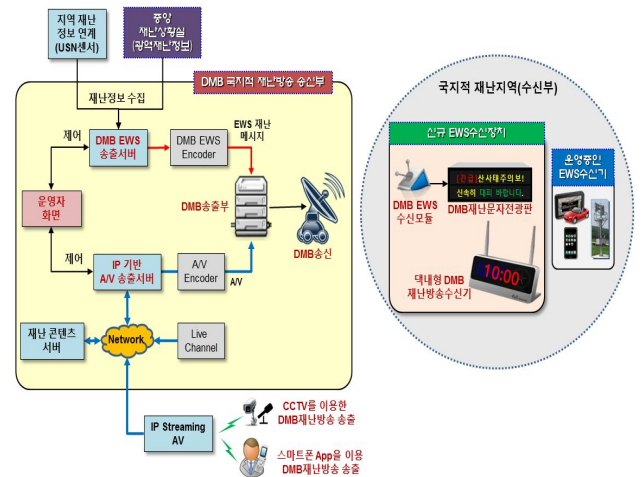 지역 재난
정보 연계
(USN센서)
중앙
재난상황실
(광역재난정보)
DMB 국지적 재난방송 송신부
재난정보 수집
제어
DMB EWS
송출서버
DMB EWS
Encoder
EWS 재난
메시지
운영자
화면
DMB송출부
DMB송신
제어
IP 기반
A/V 송출서버
A/V
Encoder
A/V
재난 콘텐츠
서버
Network
Live
Channel
IP Streaming
AV
CCTV를 이용한
DMB재난방송 송출
스마트폰 App을 이용
DMB재난방송 송출
국지적 재난지역(수신부)
신규 EWS수신장치
DMB EWS
수신모듈
[긴급]산사태주의보!
신속히 대피 바랍니다.
DMB재난문자전광판
댁내형 DMB
재난방송수신기
10:00
운영중인
EWS수신기